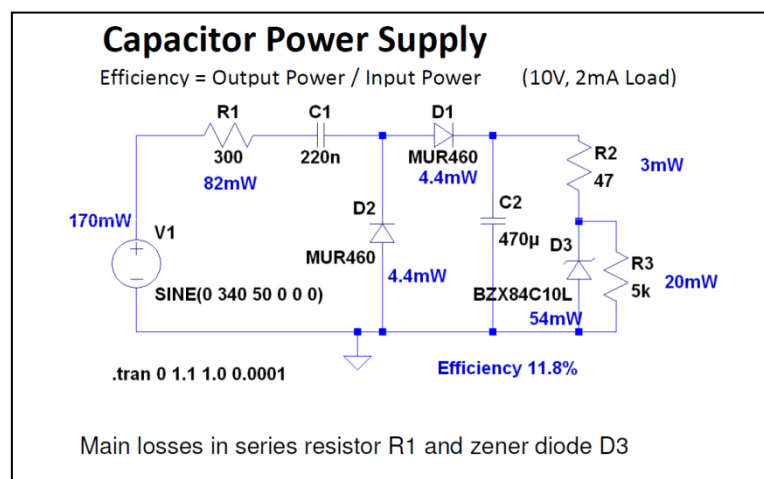 Capacitor Power Supply
Efficiency = Output Power / Input Power (10V, 2mA Load)
R1
C1
D1
300
220n
MUR460
R2
3mW
82mW
4.4mW
47
170mW
D2
C2
V1
470µ
D3
MUR460
R3
4.4mW
5k
20mW
SINE(0 340 50 0 0 0)
BZX84C10L
54mW
.tran 0 1.1 1.0 0.0001
Efficiency 11.8%
Main losses in series resistor R1 and zener diode D3